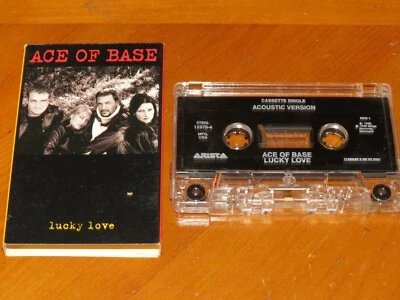 ACE OF BASE
lucky love
CASSETTE SINGLE
ACOUSTIC VERSION
SIDE 1
ARISTA
ACE OF BASE
LUCKY LOVE